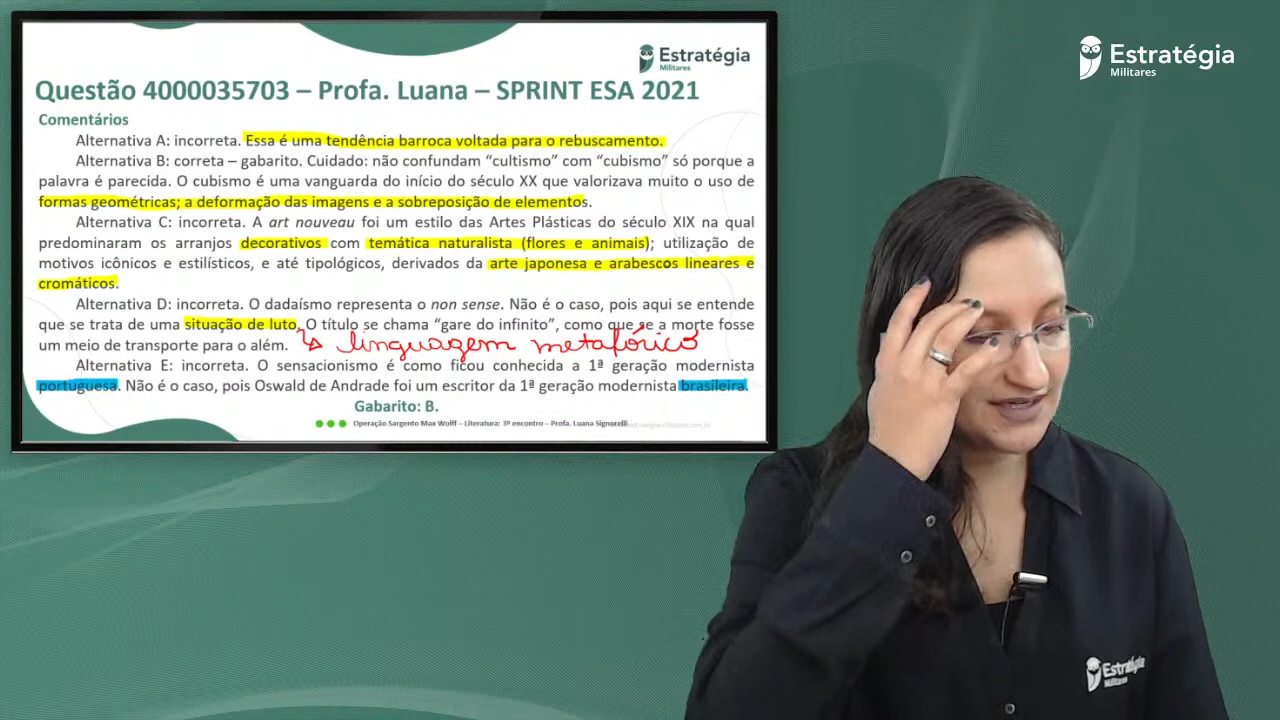 Estratégia
Militares
Questão 4000035703 – Profa. Luana – SPRINT ESA 2021
Comentários
Alternativa A: incorreta. Essa é uma tendência barroca voltada para o rebuscamento.
Alternativa B: correta – gabarito. Cuidado: não confundam “cultismo” com “cubismo” só porque a
palavra é parecida. O cubismo é uma vanguarda do início do século XX que valorizava muito o uso de
formas geométricas; a deformação das imagens e a sobreposição de elementos.
Alternativa C: incorreta. A art nouveau foi um estilo das Artes Plásticas do século XIX na qual
predominaram os arranjos decorativos com temática naturalista (flores e animais); utilização de
motivos icônicos e estilísticos, e até tipológicos, derivados da arte japonesa e arabescos lineares e
cromáticos.
Alternativa D: incorreta. O dadaísmo representa o non sense. Não é o caso, pois aqui se entende
que se trata de uma situação de luto. O título se chama “gare do infinito”, como que se a morte fosse
um meio de transporte para o além.
linguagem metafórica
Alternativa E: incorreta. O sensacionismo é como ficou conhecida a 1ª geração modernista
portuguesa. Não é o caso, pois Oswald de Andrade foi um escritor da 1ª geração modernista brasileira.
Gabarito: B.
Operação Sargento Max Wolff – Literatura: 3º encontro – Profa. Luana Signorelli
Estratégia
Militares
Estratégia
Militares